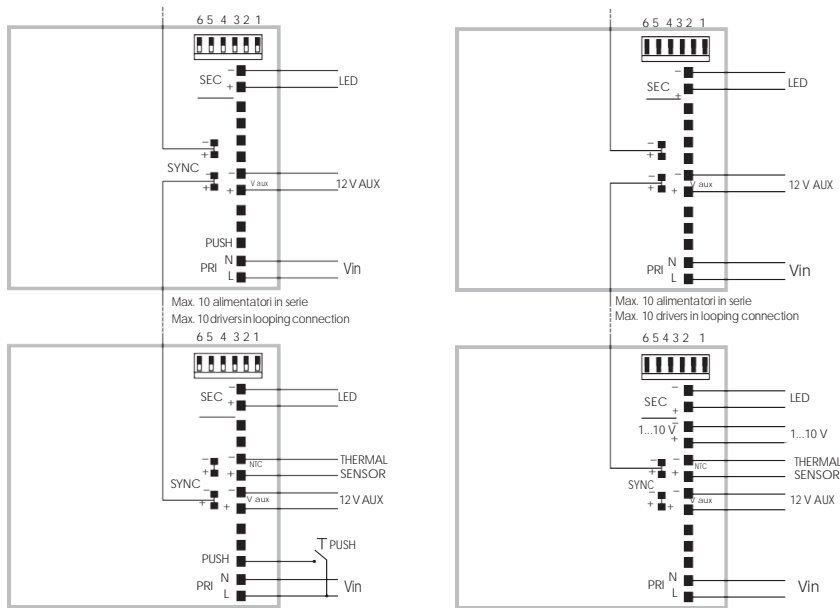 6 5 4 3 2 1
SEC
−
+
LED
−
+
SYNC
−
+
−
+
V aux
12 V AUX
PUSH
PRI
N
L
Vin
Max. 10 alimentatori in serie
Max. 10 drivers in looping connection
6 5 4 3 2 1
SEC
−
+
LED
−
+
SYNC
−
+
−
+
NTC
THERMAL
SENSOR
−
+
V aux
12 V AUX
PUSH
PUSH
PRI
N
L
Vin
6 5 4 3 2 1
SEC
−
+
LED
−
+
−
+
−
+
V aux
12 V AUX
PRI
N
L
Vin
Max. 10 alimentatori in serie
Max. 10 drivers in looping connection
6 5 4 3 2 1
SEC
−
+
LED
1...10 V
−
+
1...10 V
−
+
SYNC
−
+
−
+
NTC
THERMAL
SENSOR
−
+
V aux
12 V AUX
PRI
N
L
Vin